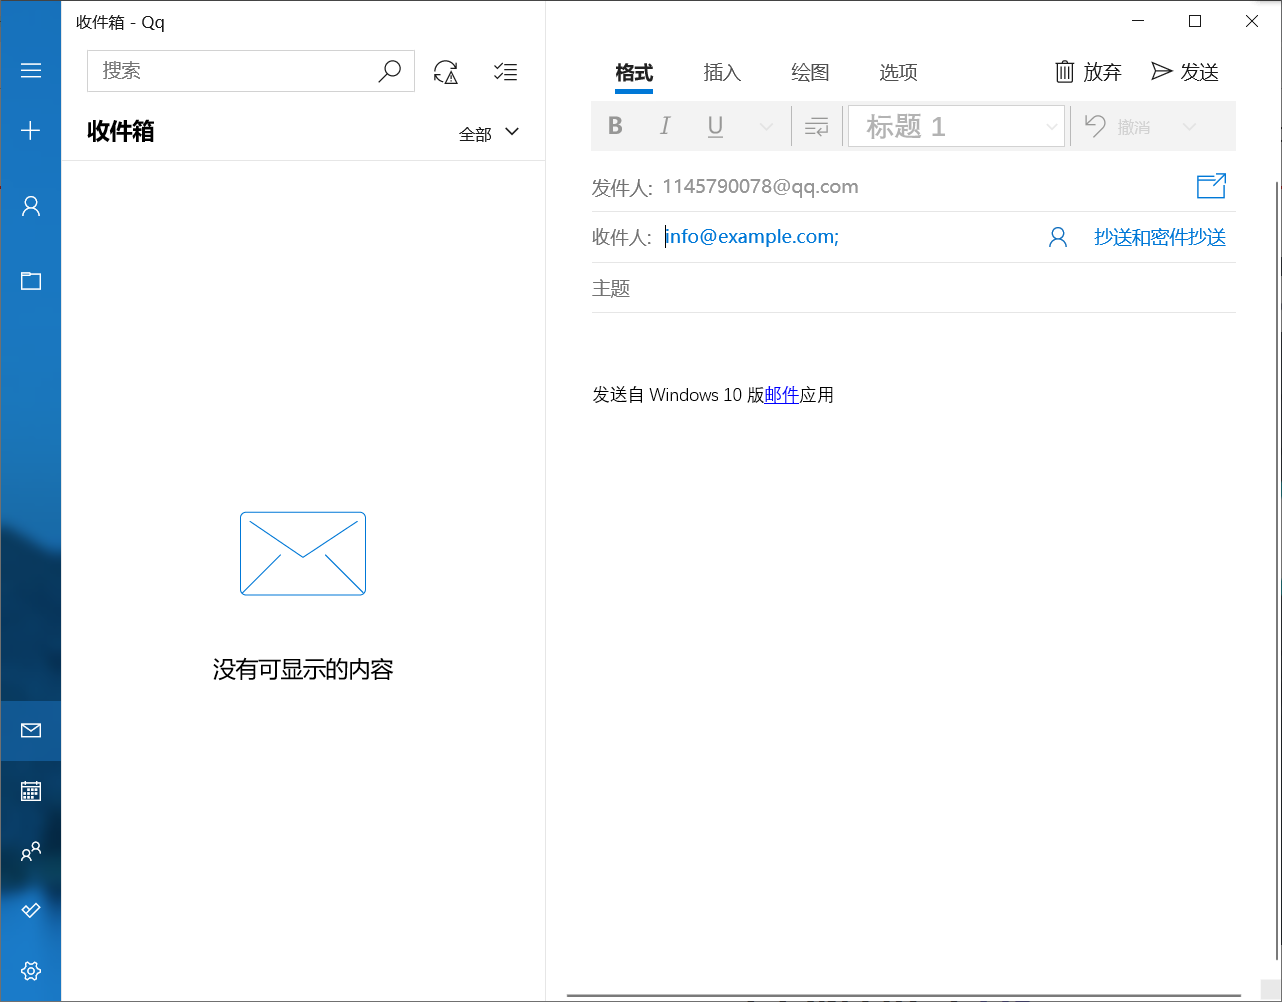 收件箱 - Qq
搜索
收件箱
全部
没有可显示的内容
格式 插入 绘图 选项 放弃 发送
B I U 标题 1 撤消
发件人: 1145790078@qq.com
收件人: info@example.com; 抄送和密件抄送
主题
发送自 Windows 10 版邮件应用